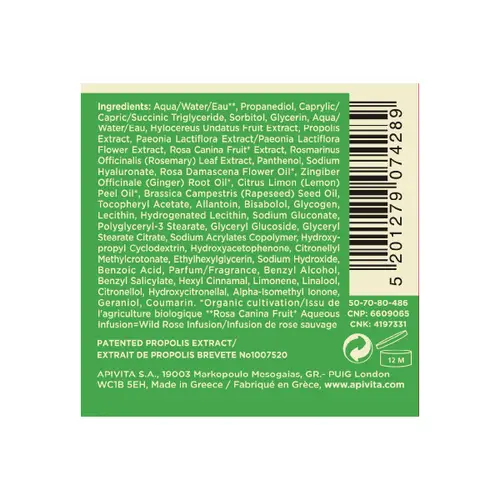 Ingredients: Aqua/Water/Eau**, Propanediol, Caprylic/
Capric/Succinic Triglyceride, Sorbitol, Glycerin, Aqua/
Water/Eau, Hylocereus Undatus Fruit Extract, Propolis
Extract, Paeonia Lactiflora Extract/Paeonia Lactiflora
Flower Extract, Rosa Canina Fruit* Extract, Rosmarinus
Officinalis (Rosemary) Leaf Extract, Panthenol, Sodium
Hyaluronate, Rosa Damascena Flower Oil*, Zingiber
Officinale (Ginger) Root Oil*, Citrus Limon (Lemon)
Peel Oil*, Brassica Campestris (Rapeseed) Seed Oil,
Tocopheryl Acetate, Allantoin, Bisabolol, Glycogen,
Lecithin, Hydrogenated Lecithin, Sodium Gluconate,
Polyglyceryl-3 Stearate, Glyceryl Glucoside, Glyceryl
Stearate Citrate, Sodium Acrylates Copolymer, Hydroxy-
propyl Cyclodextrin, Hydroxyacetophenone, Citronellyl
Methylcrotonate, Ethylhexylglycerin, Sodium Hydroxide,
Benzoic Acid, Parfum/Fragrance, Benzyl Alcohol,
Benzyl Salicylate, Hexyl Cinnamal, Limonene, Linalool,
Citronellol, Hydroxycitronellal, Alpha-Isomethyl Ionone,
Geraniol, Coumarin. *Organic cultivation/Issu de
l'agriculture biologique **Rosa Canina Fruit* Aqueous
Infusion=Wild Rose Infusion/Infusion de rose sauvage
PATENTED PROPOLIS EXTRACT/
EXTRAIT DE PROPOLIS BREVETE No1007520
APIVITA S.A., 19003 Markopoulo Mesogaias, GR.- PUIG London
WC1B 5EH, Made in Greece / Fabriqué en Grèce, www.apivita.com
5 201279 074289
50-70-80-486
CNP: 6609065
CNK: 4197331
12 M